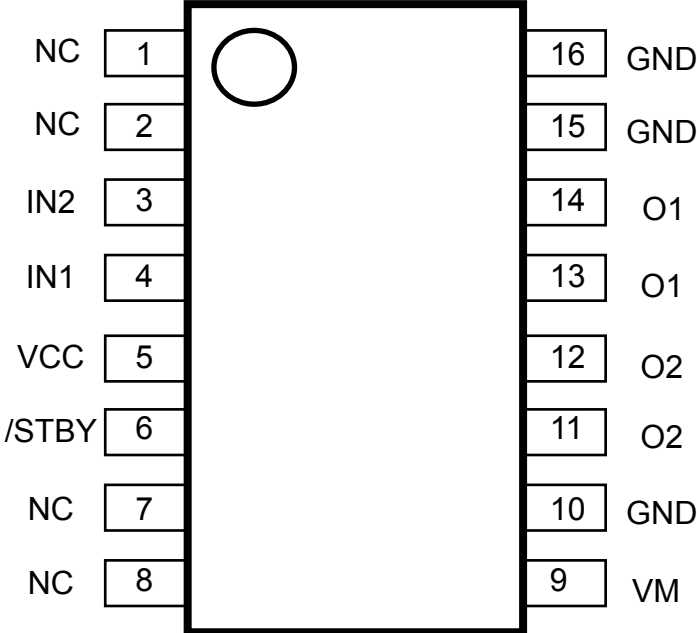 NC 1 16 GND
NC 2 15 GND
IN2 3 14 O1
IN1 4 13 O1
VCC 5 12 O2
/STBY 6 11 O2
NC 7 10 GND
NC 8 9 VM